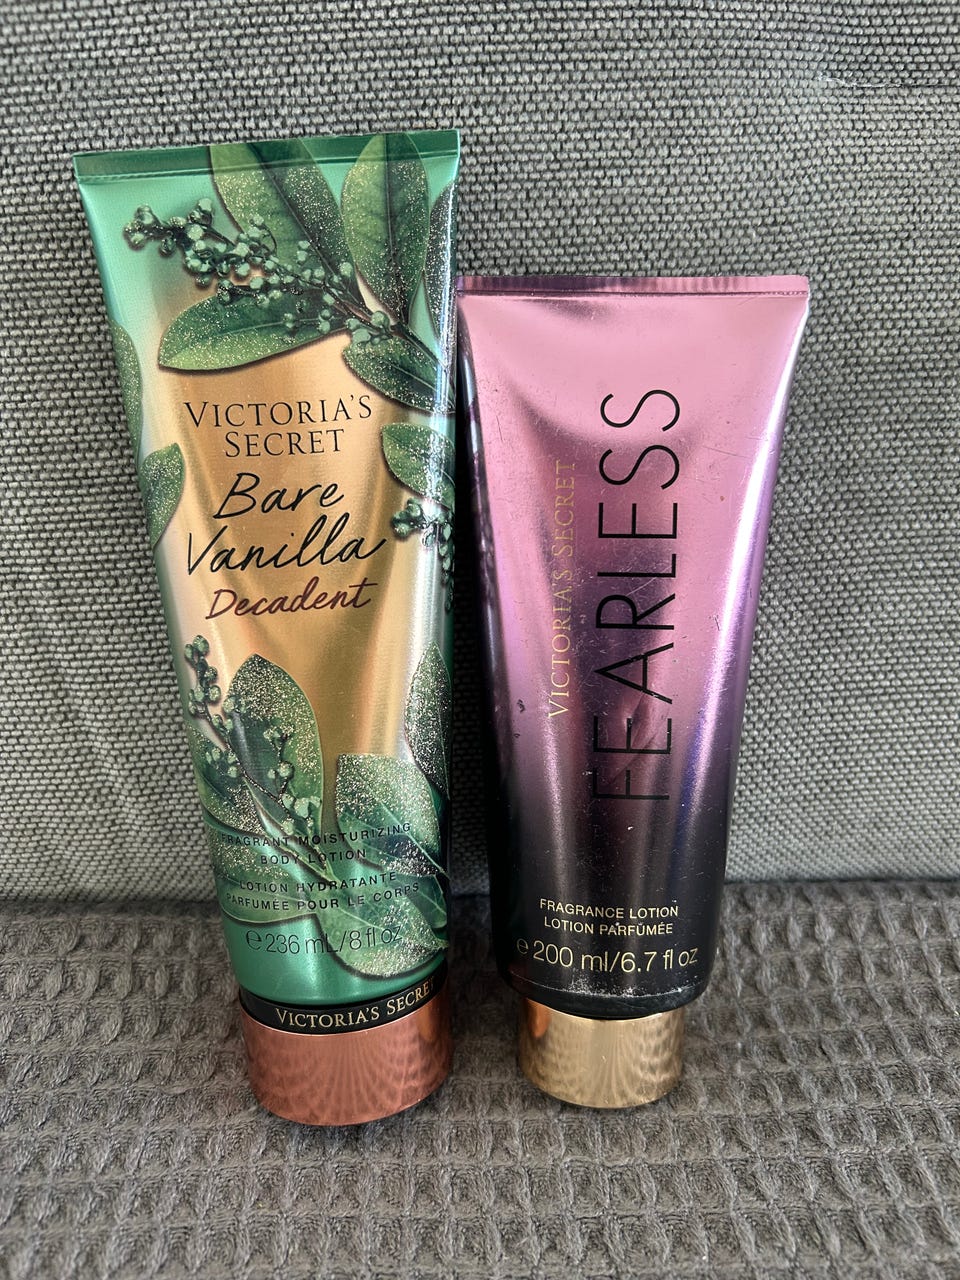 VICTORIA'S
SECRET
Bare
Vanilla
Decadent
FRAGRANT MOISTURIZING
BODY LOTION
LOTION HYDRATANTE
PARFUMÉE POUR LE CORPS
e 236 mL/8 fl oz
VICTORIA'S SECRET
VICTORIA'S SECRET
FEARLESS
FRAGRANCE LOTION
LOTION PARFUMÉE
e 200 ml/6.7 fl oz